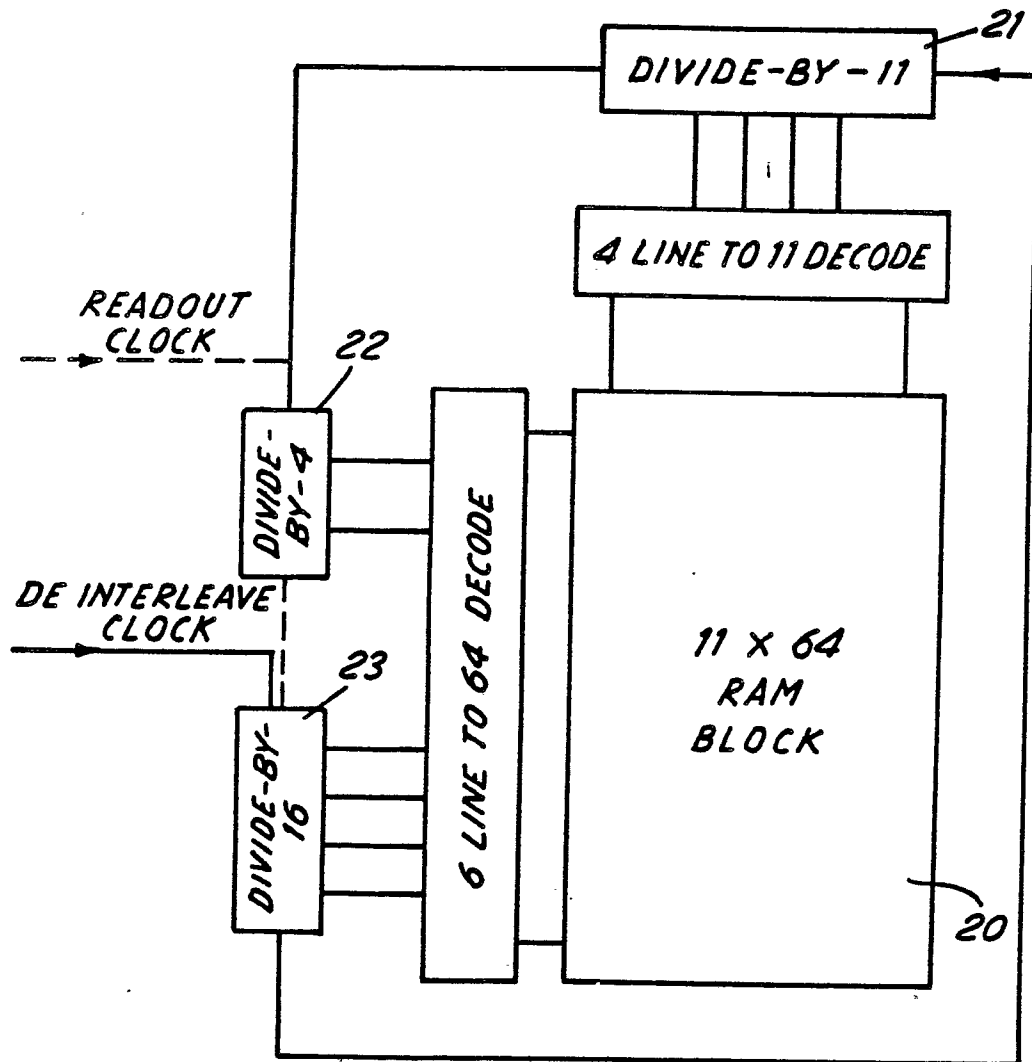 21
DIVIDE-BY-11
4 LINE TO 11 DECODE
READOUT
CLOCK
22
DIVIDE-
BY-4
6 LINE TO 64 DECODE
DE INTERLEAVE
CLOCK
23
DIVIDE-BY-
16
11 X 64
RAM
BLOCK
20